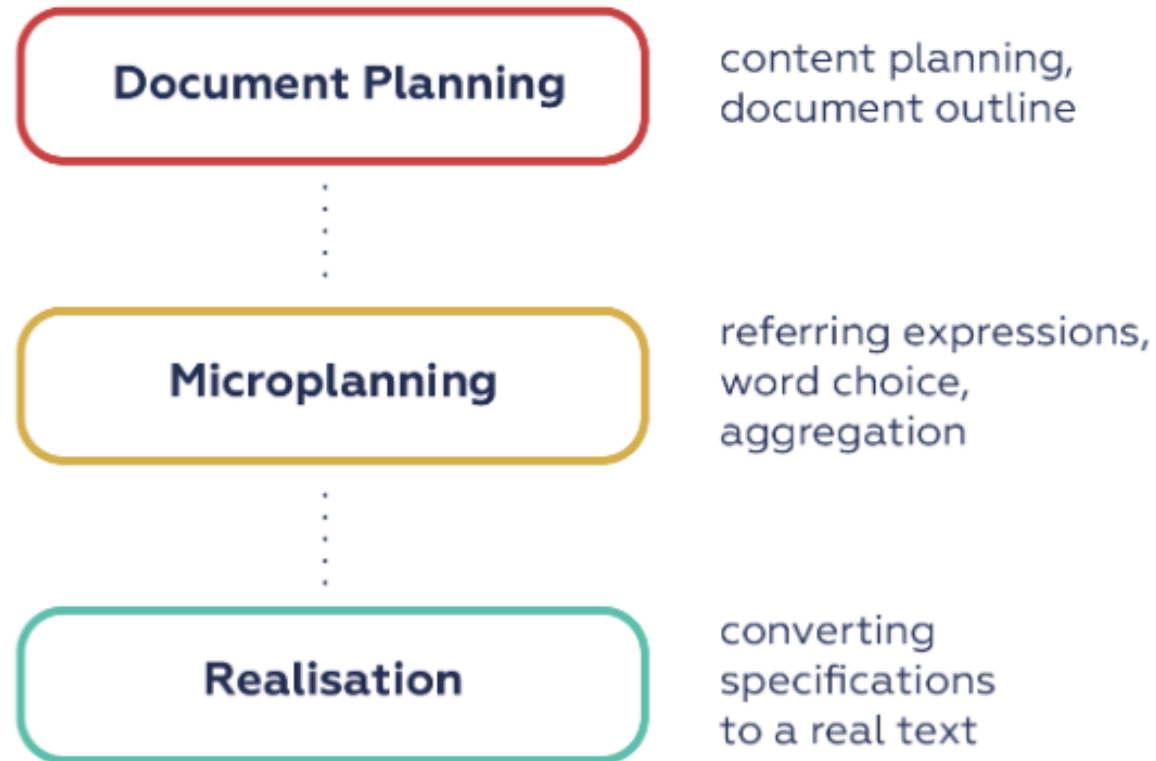 Document Planning
content planning,
document outline
Microplanning
referring expressions,
word choice,
aggregation
Realisation
converting
specifications
to a real text